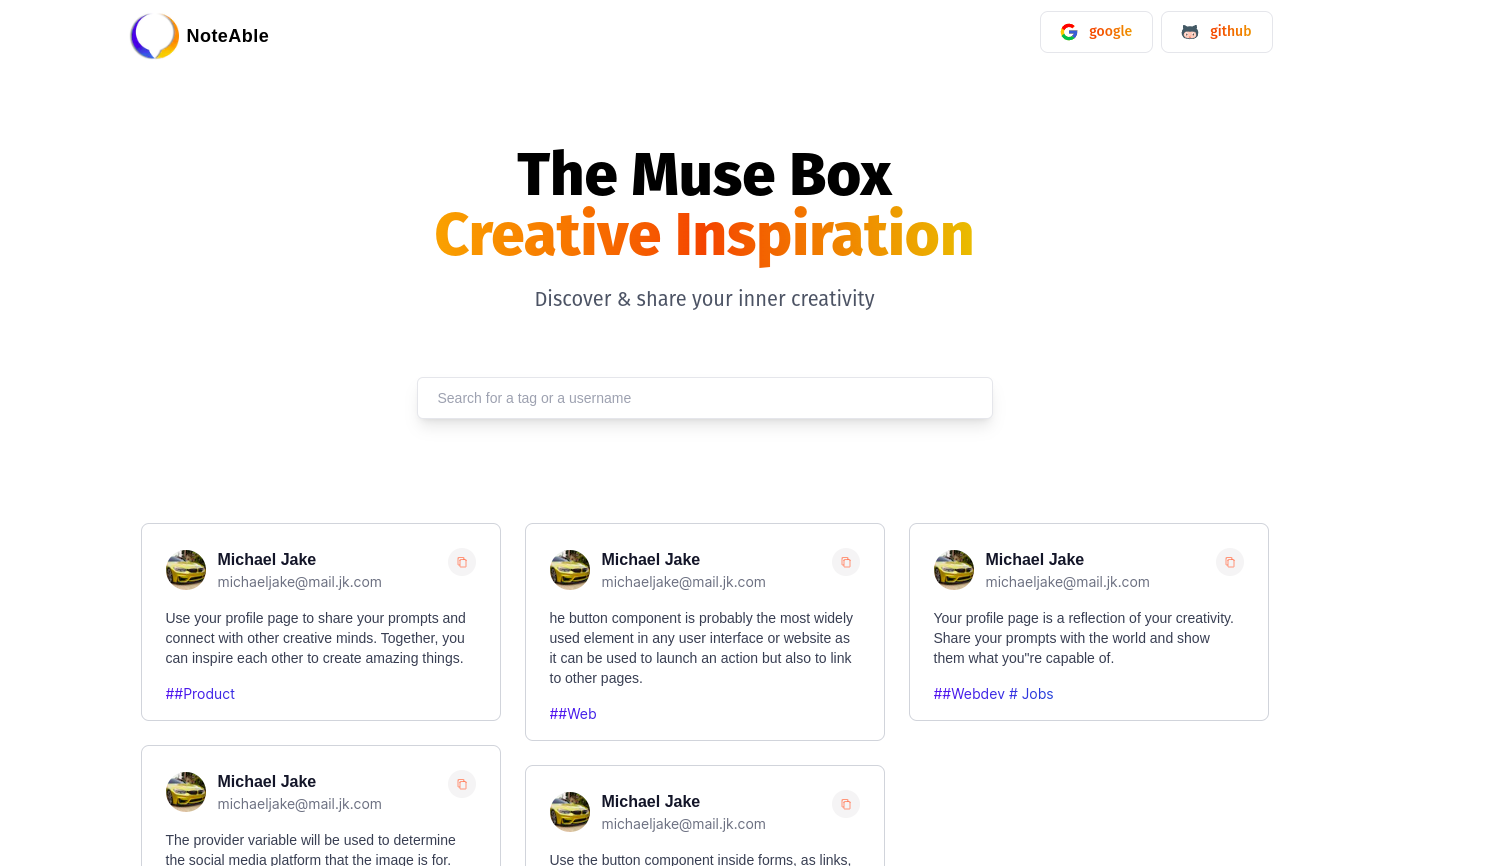 NoteAble
google
github
The Muse Box
Creative Inspiration
Discover & share your inner creativity
Search for a tag or a username
Michael Jake
michaeljake@mail.jk.com
Use your profile page to share your prompts and
connect with other creative minds. Together, you
can inspire each other to create amazing things.
##Product
Michael Jake
michaeljake@mail.jk.com
he button component is probably the most widely
used element in any user interface or website as
it can be used to launch an action but also to link
to other pages.
##Web
Michael Jake
michaeljake@mail.jk.com
Your profile page is a reflection of your creativity.
Share your prompts with the world and show
them what you"re capable of.
##Webdev # Jobs
Michael Jake
michaeljake@mail.jk.com
The provider variable will be used to determine
the social media platform that the image is for.
Michael Jake
michaeljake@mail.jk.com
Use the button component inside forms, as links,